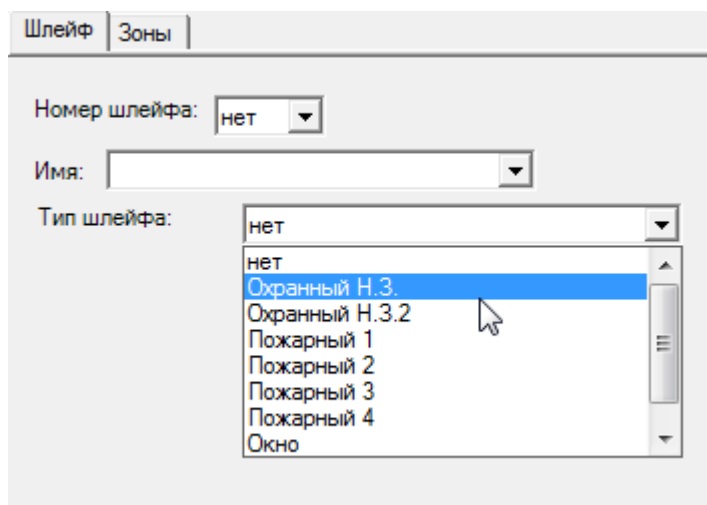 Шлейф Зоны
Номер шлейфа: нет
Имя:
Тип шлейфа: нет
нет
Охранный Н.З.
Охранный Н.З.2
Пожарный 1
Пожарный 2
Пожарный 3
Пожарный 4
Окно